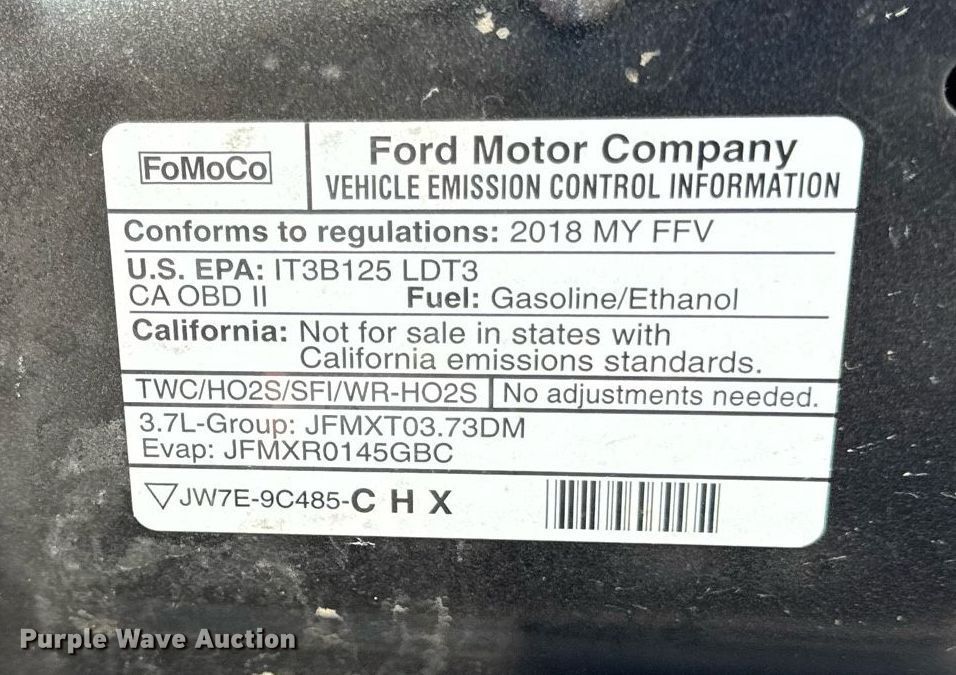 FoMoCo
Ford Motor Company
VEHICLE EMISSION CONTROL INFORMATION
Conforms to regulations: 2018 MY FFV
U.S. EPA: IT3B125 LDT3
CA OBD II Fuel: Gasoline/Ethanol
California: Not for sale in states with
California emissions standards.
TWC/HO2S/SFI/WR-HO2S No adjustments needed.
3.7L-Group: JFMXT03.73DM
Evap: JFMXR0145GBC
JW7E-9C485-C H X
Purple Wave Auction